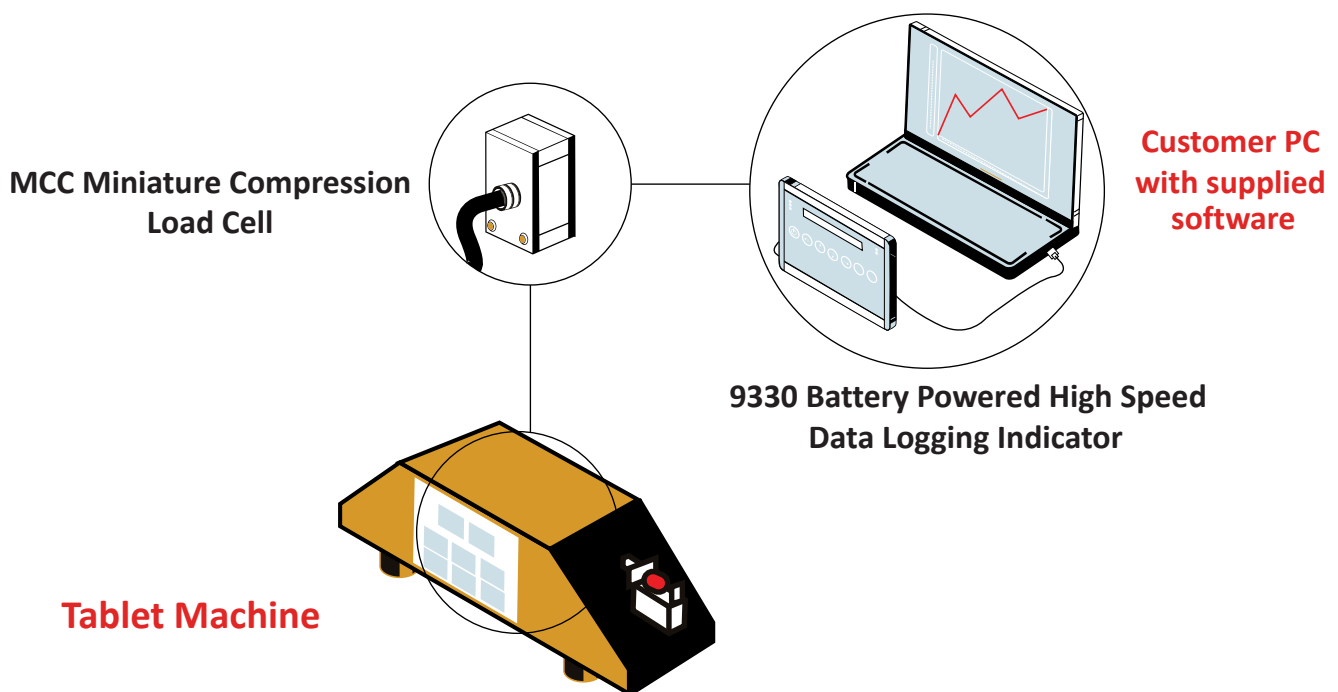 MCC Miniature Compression
Load Cell
Customer PC
with supplied
software
9330 Battery Powered High Speed
Data Logging Indicator
Tablet Machine